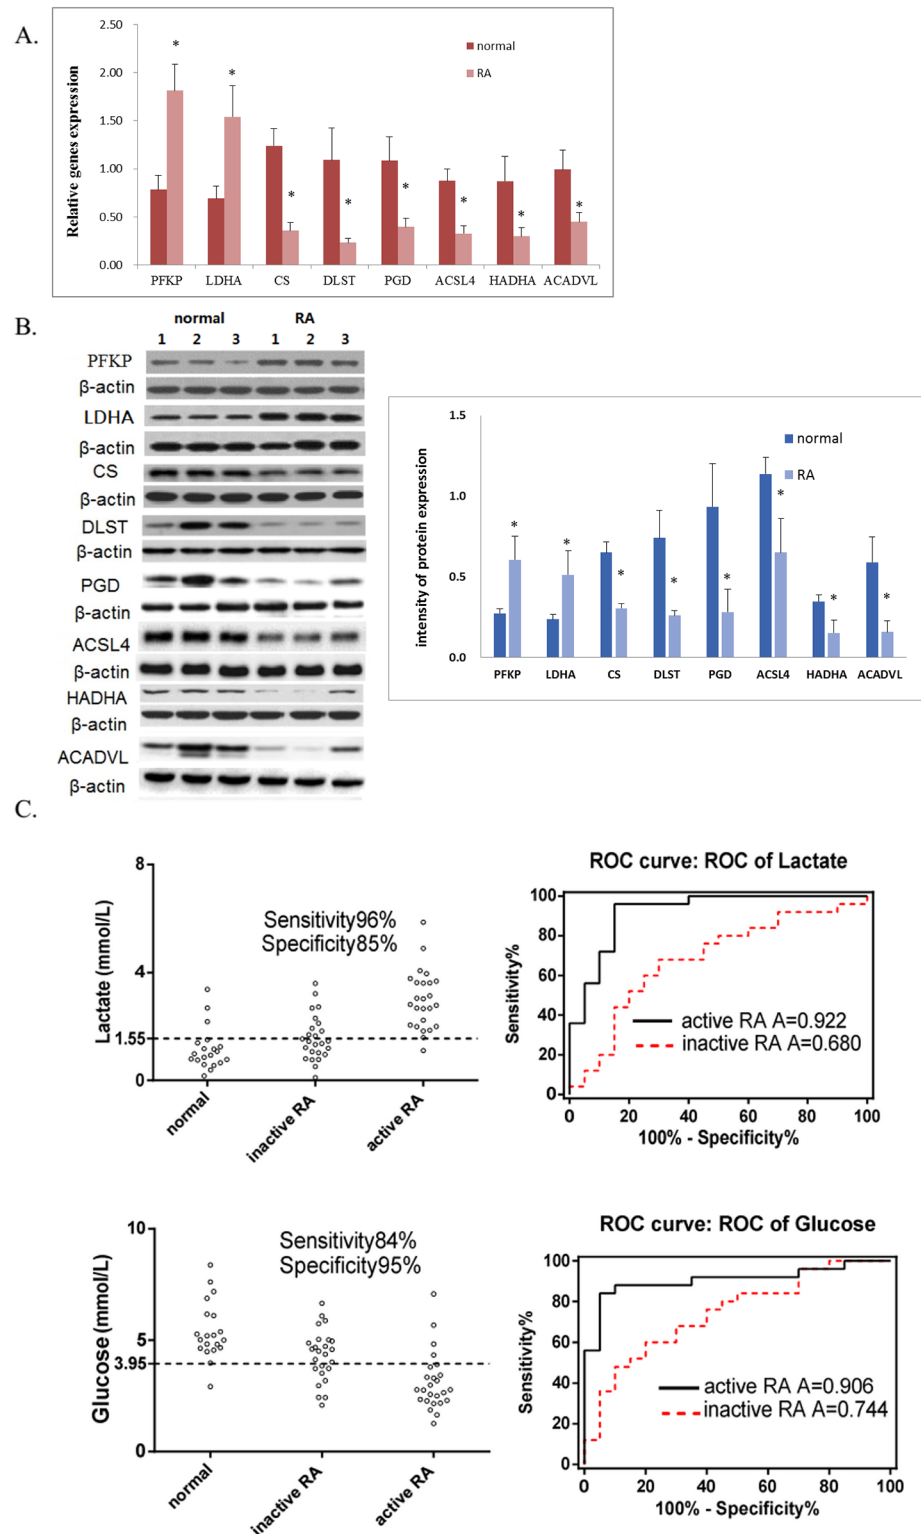 A.
2.50
2.00
1.50
1.00
0.50
0.00
Relative genes expression
normal
RA
* * * * * * * *
PFKP LDHA CS DLST PGD ACSL4 HADHA ACADVL
B.
normal RA
1 2 3 1 2 3
PFKP
β-actin
LDHA
β-actin
CS
β-actin
DLST
β-actin
PGD
β-actin
ACSL4
β-actin
HADHA
β-actin
ACADVL
β-actin
1.5
1.0
0.5
0.0
intensity of protein expression
normal
RA
* * * * * * * *
PFKP LDHA CS DLST PGD ACSL4 HADHA ACADVL
C.
8
4
1.55
0
Lactate (mmol/L)
Sensitivity96%
Specificity85%
normal
inactive RA
active RA
ROC curve: ROC of Lactate
100
80
60
40
20
0
Sensitivity%
active RA A=0.922
inactive RA A=0.680
0 20 40 60 80 100
100% - Specificity%
10
5
3.95
0
Glucose (mmol/L)
Sensitivity84%
Specificity95%
normal
inactive RA
active RA
ROC curve: ROC of Glucose
100
80
60
40
20
0
Sensitivity%
active RA A=0.906
inactive RA A=0.744
0 20 40 60 80 100
100% - Specificity%